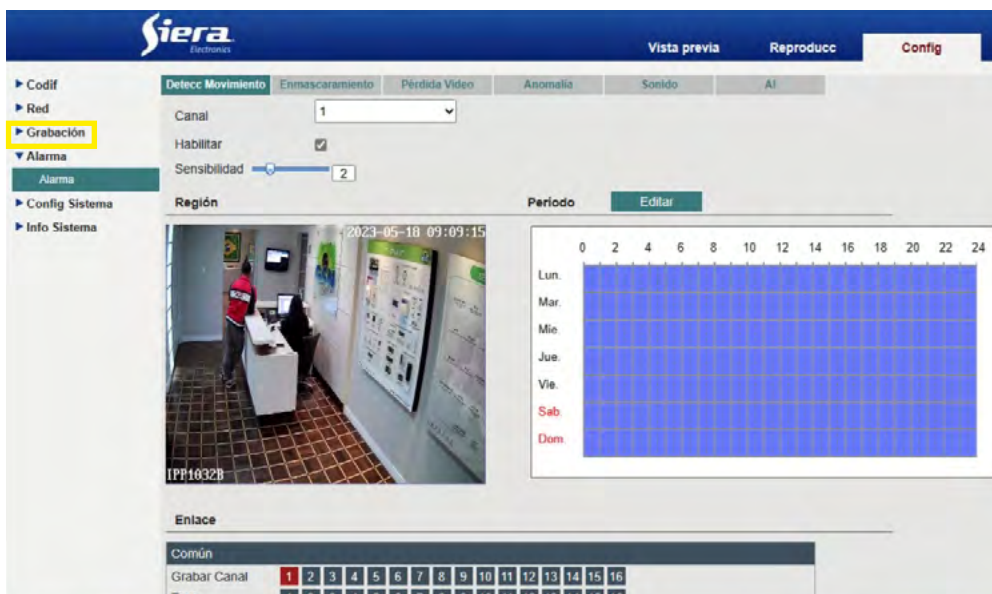 Siera
Electronics
Vista previa
Reproducc
Config
Codif
Red
Grabación
Alarma
Alarma
Config Sistema
Info Sistema
Detecc Movimiento
Enmascaramiento
Pérdida Video
Anomalía
Sonido
AI
Canal
1
Habilitar
Sensibilidad
2
Región
Período
Editar
2023-05-18 09:09:15
IPP1032B
0 2 4 6 8 10 12 14 16 18 20 22 24
Lun.
Mar.
Mie.
Jue.
Vie.
Sab.
Dom.
Enlace
Común
Grabar Canal 1 2 3 4 5 6 7 8 9 10 11 12 13 14 15 16